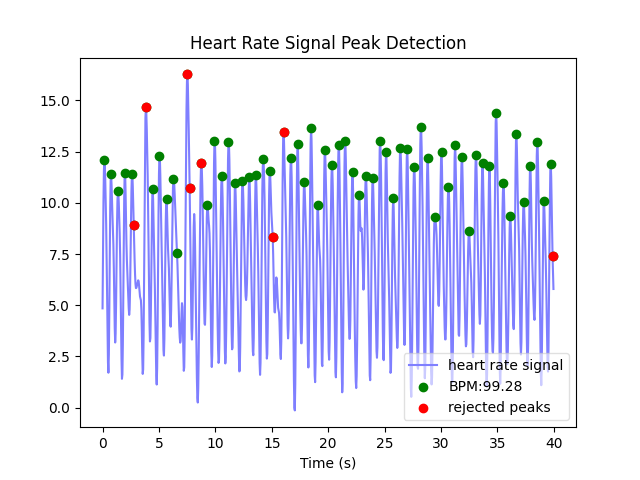 Heart Rate Signal Peak Detection
15.0
12.5
10.0
7.5
5.0
2.5
0.0
heart rate signal
BPM:99.28
rejected peaks
0 5 10 15 20 25 30 35 40
Time (s)